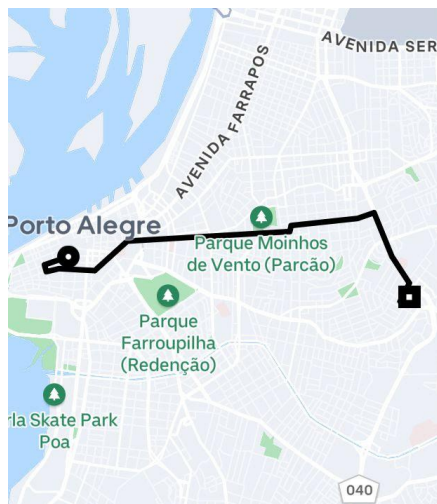 AVENIDA SER
AVENIDA FARRAPOS
Porto Alegre
Parque Moinhos
de Vento (Parcão)
Parque
Farroupilha
(Redenção)
rla Skate Park
Poa
040